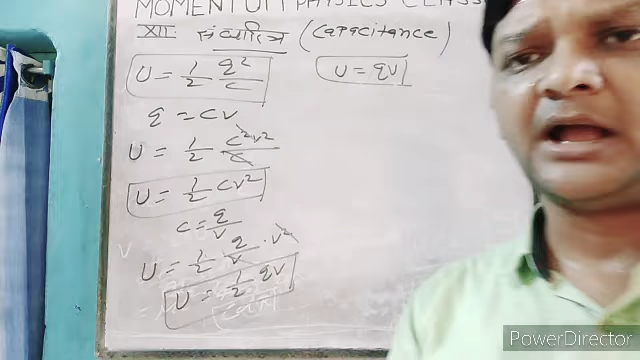 MOMENTUM PHYSICS CLASS
XII: संधारित्र (Capacitance)
U = 1/2 q²/C U = qV
q = CV
U = 1/2 C²V²/C
U = 1/2 CV²
C = q/V
U = 1/2 q/V . V²
U = 1/2 qV
PowerDirector